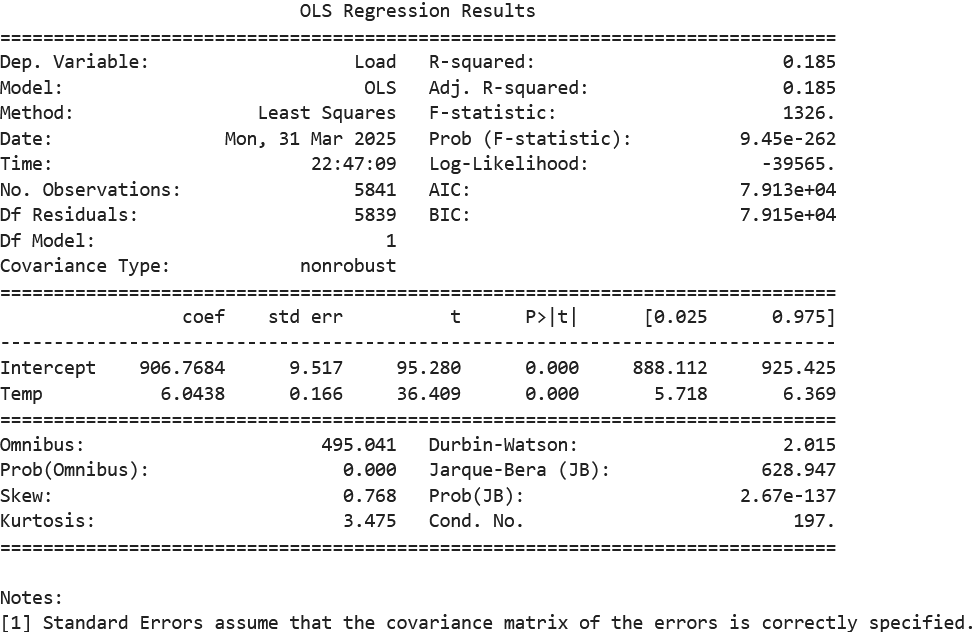 OLS Regression Results
==============================================================================
Dep. Variable:                   Load   R-squared:                       0.185
Model:                            OLS   Adj. R-squared:                  0.185
Method:                 Least Squares   F-statistic:                     1326.
Date:                Mon, 31 Mar 2025   Prob (F-statistic):          9.45e-262
Time:                        22:47:09   Log-Likelihood:                -39565.
No. Observations:                5841   AIC:                         7.913e+04
Df Residuals:                    5839   BIC:                         7.915e+04
Df Model:                           1
Covariance Type:            nonrobust
==============================================================================
                 coef    std err          t      P>|t|      [0.025      0.975]
------------------------------------------------------------------------------
Intercept    906.7684      9.517     95.280      0.000     888.112     925.425
Temp           6.0438      0.166     36.409      0.000       5.718       6.369
==============================================================================
Omnibus:                      495.041   Durbin-Watson:                   2.015
Prob(Omnibus):                  0.000   Jarque-Bera (JB):              628.947
Skew:                           0.768   Prob(JB):                    2.67e-137
Kurtosis:                       3.475   Cond. No.                         197.
==============================================================================

Notes:
[1] Standard Errors assume that the covariance matrix of the errors is correctly specified.